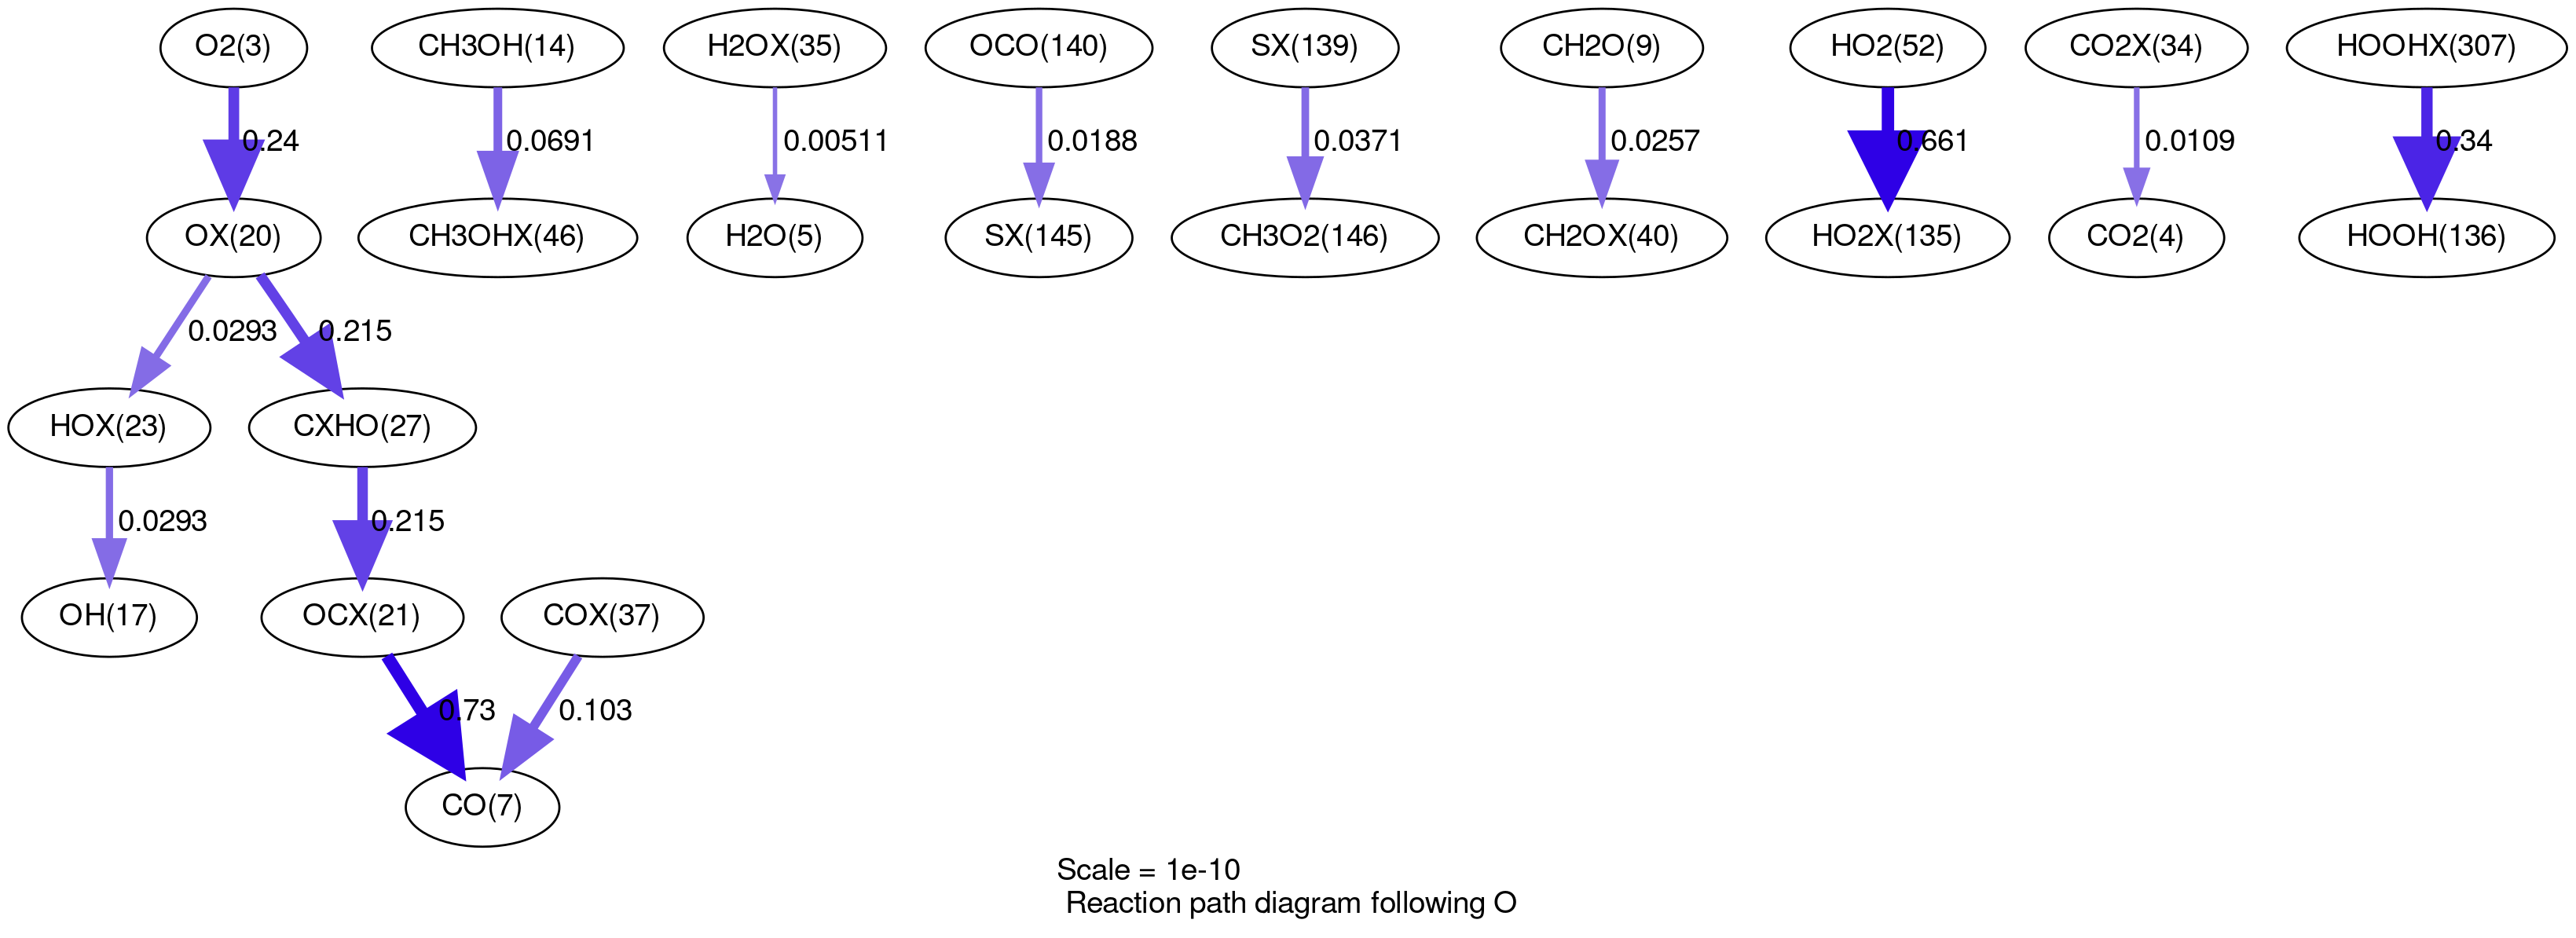 O2(3)
CH3OH(14)
H2OX(35)
OCO(140)
SX(139)
CH2O(9)
HO2(52)
CO2X(34)
HOOHX(307)
0.24
0.0691
0.00511
0.0188
0.0371
0.0257
0.661
0.0109
0.34
OX(20)
CH3OHX(46)
H2O(5)
SX(145)
CH3O2(146)
CH2OX(40)
HO2X(135)
CO2(4)
HOOH(136)
0.0293
0.215
HOX(23)
CXHO(27)
0.0293
0.215
OH(17)
OCX(21)
COX(37)
0.73
0.103
CO(7)
Scale = 1e-10
Reaction path diagram following O